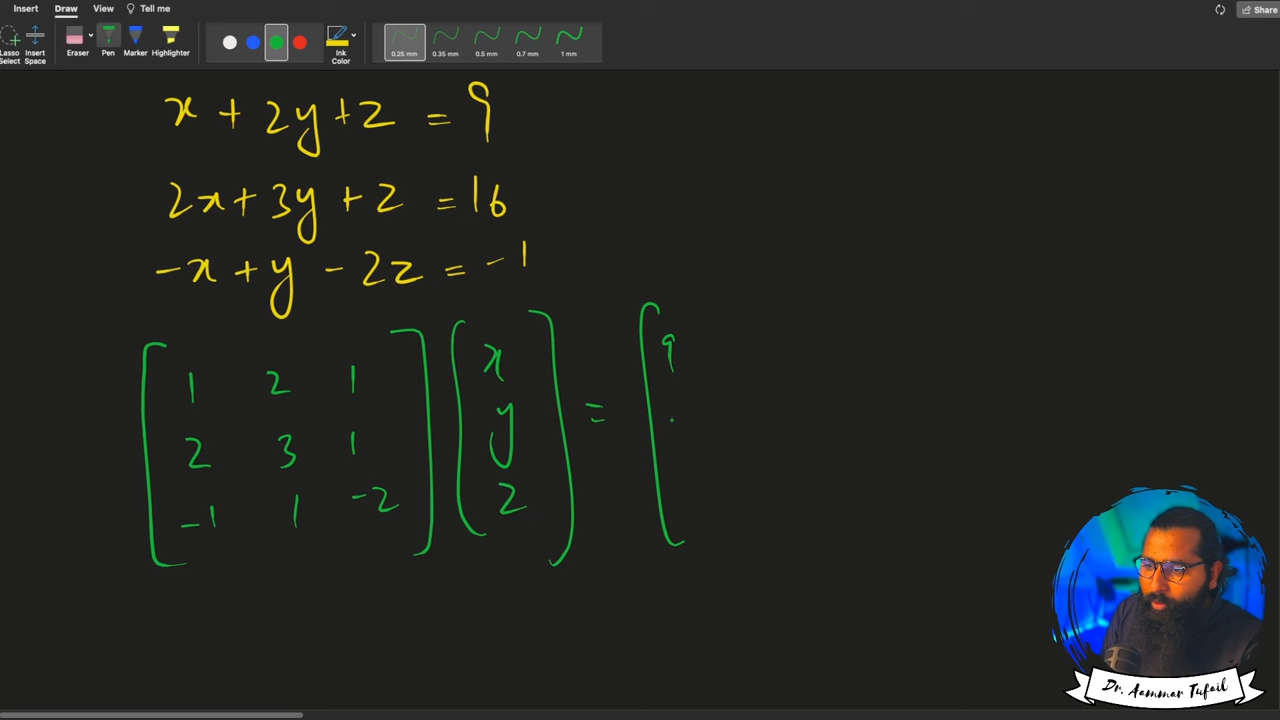 Insert Draw View Tell me Share
Lasso Select Insert Space Eraser Pen Marker Highlighter Ink Color 0.25 mm 0.35 mm 0.5 mm 0.7 mm 1 mm
x + 2y + z = 9
2x + 3y + z = 16
-x + y - 2z = -1
1 2 1 x 9
2 3 1 y =
-1 1 -2 z
Dr. Aammar Tufail